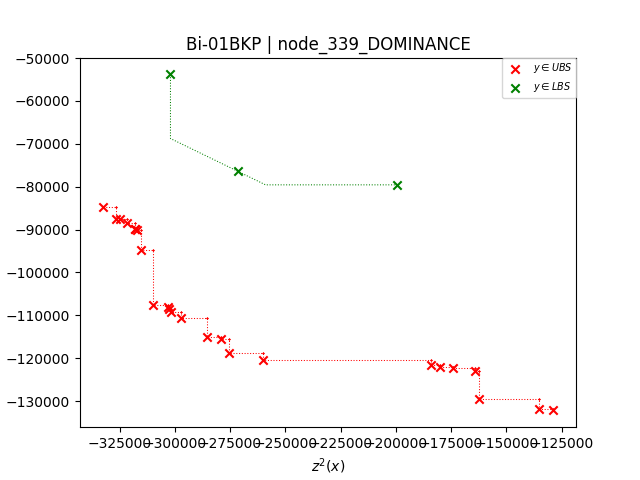 Bi-01BKP | node_339_DOMINANCE
y ∈ UBS
y ∈ LBS
−50000
−60000
−70000
−80000
−90000
−100000
−110000
−120000
−130000
−325000 −300000 −275000 −250000 −225000 −200000 −175000 −150000 −125000
z²(x)